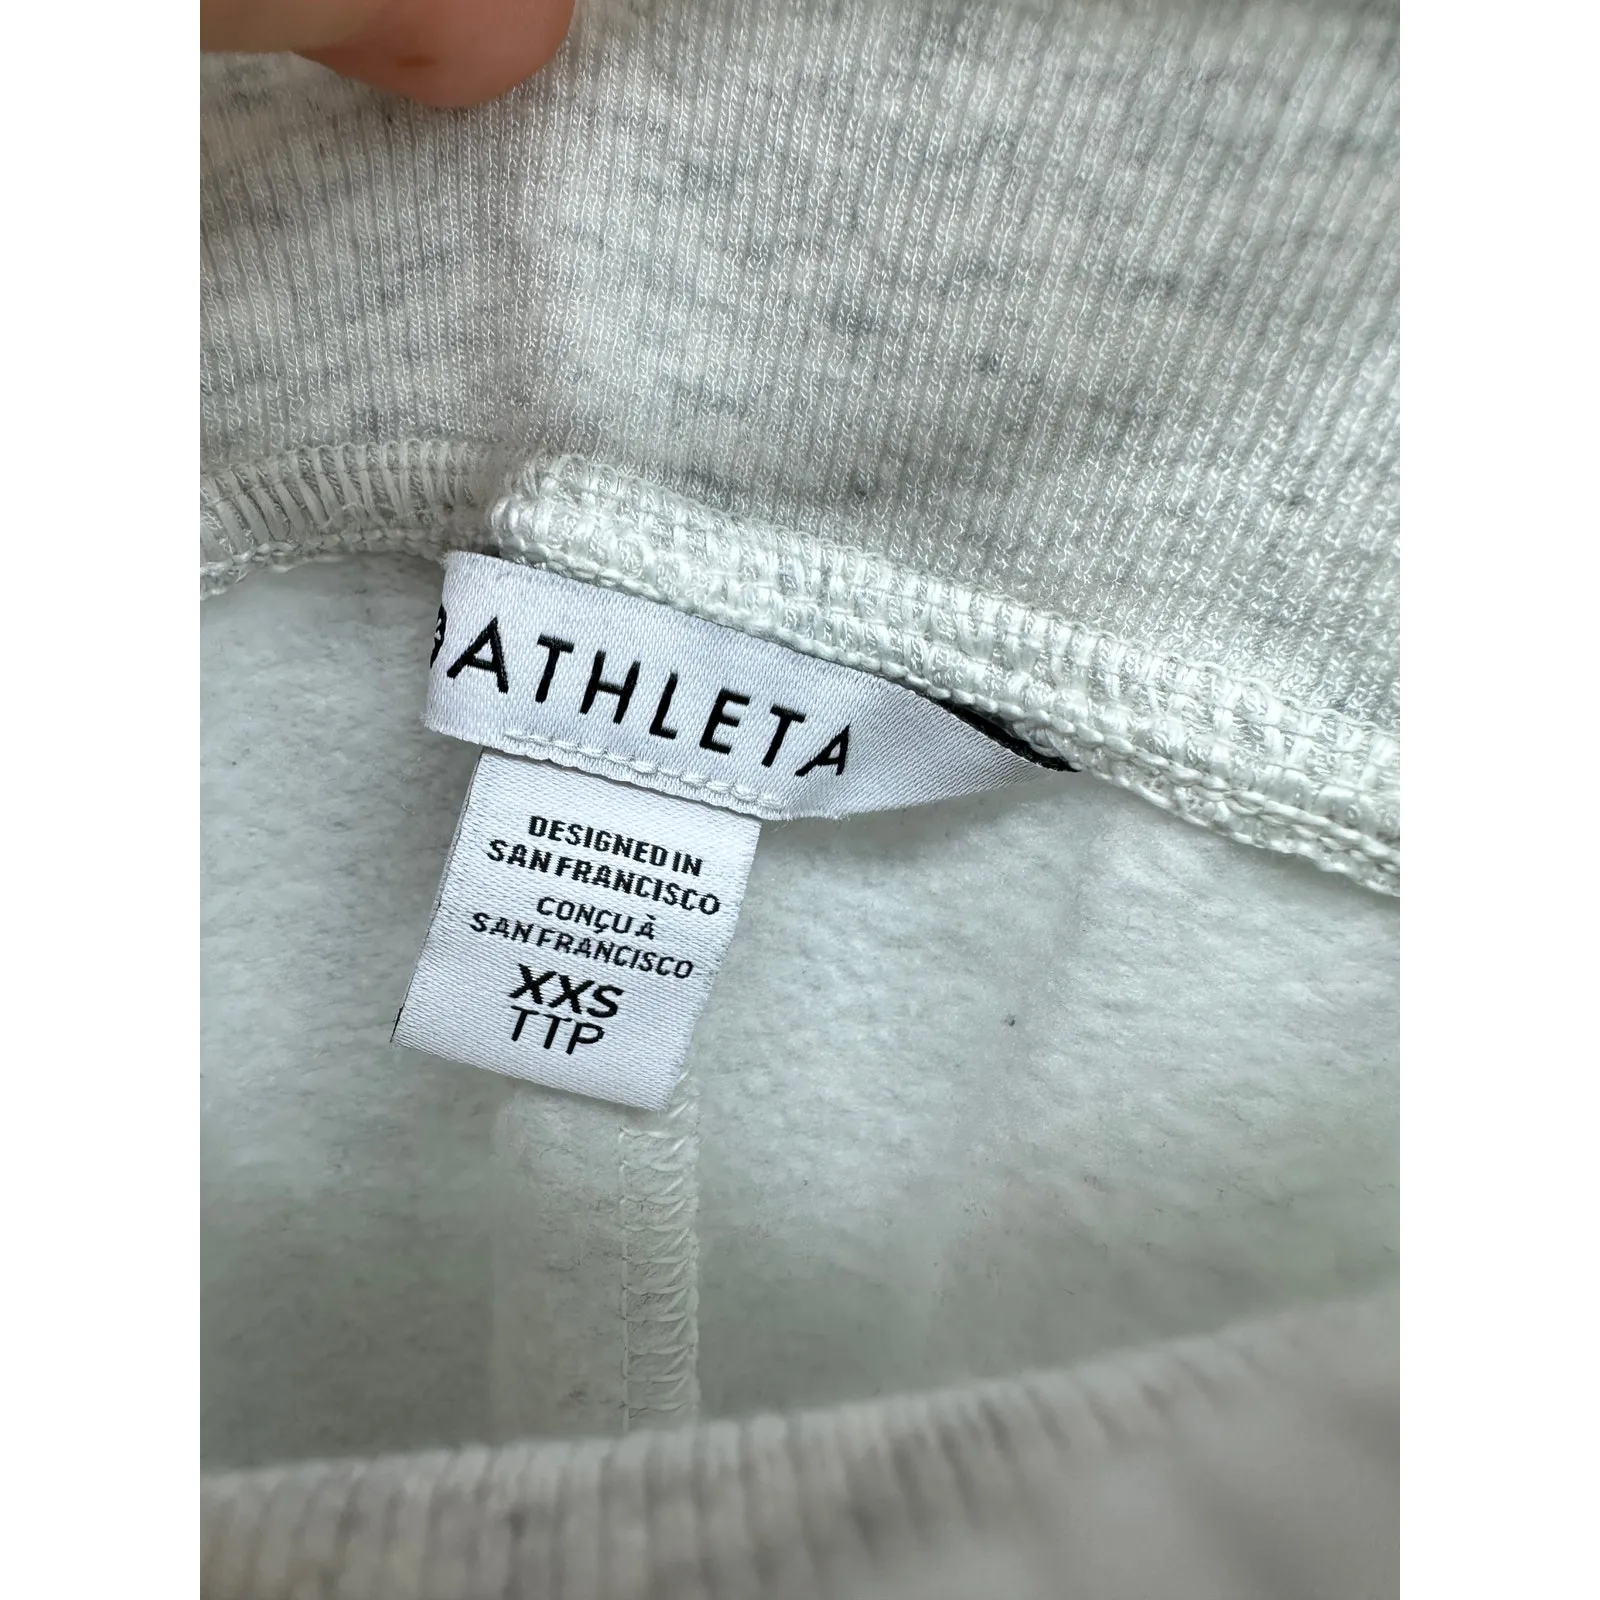 ATHLETA
DESIGNED IN
SAN FRANCISCO
CONÇU À
SAN FRANCISCO
XXS
TTP